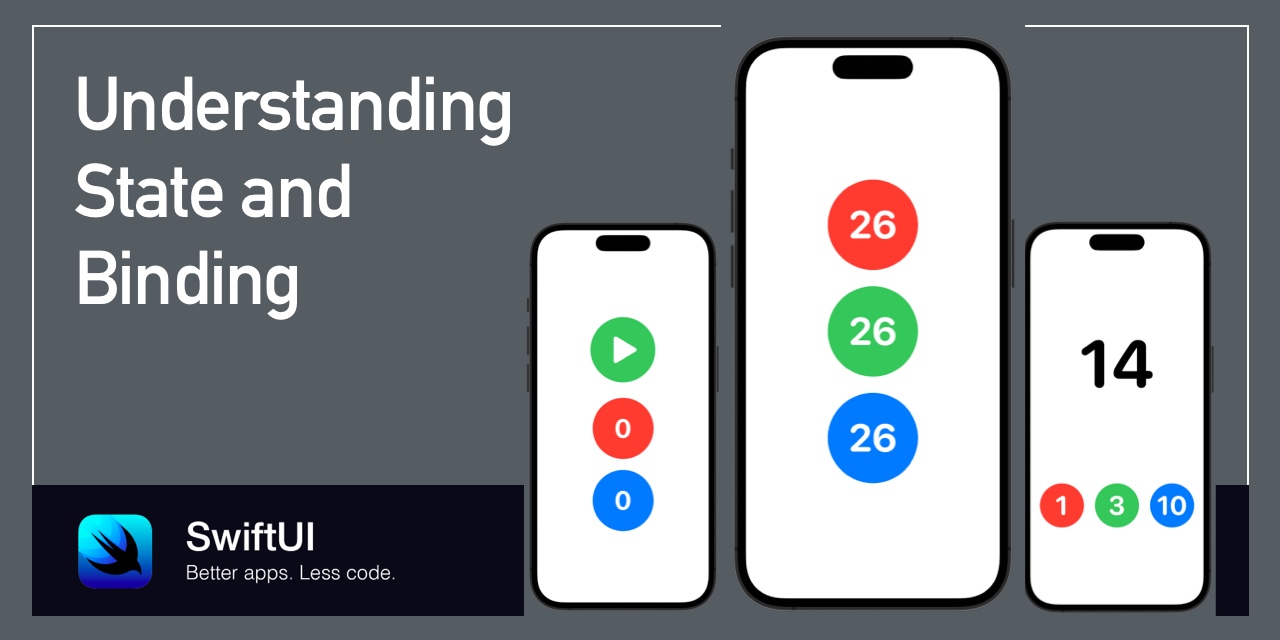 Understanding
State and
Binding
SwiftUI
Better apps. Less code.
0
0
26
26
26
14
1 3 10